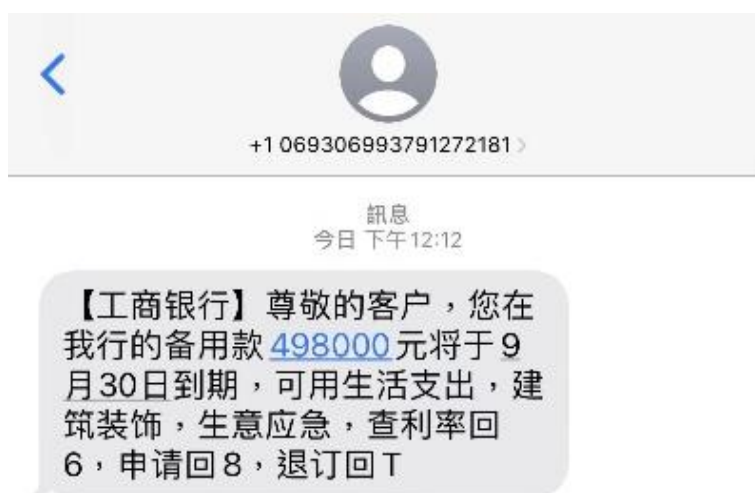 +1 069306993791272181
訊息
今日 下午12:12
【工商银行】尊敬的客户，您在
我行的备用款498000元将于9
月30日到期，可用生活支出，建
筑装饰，生意应急，查利率回
6，申请回8，退订回T